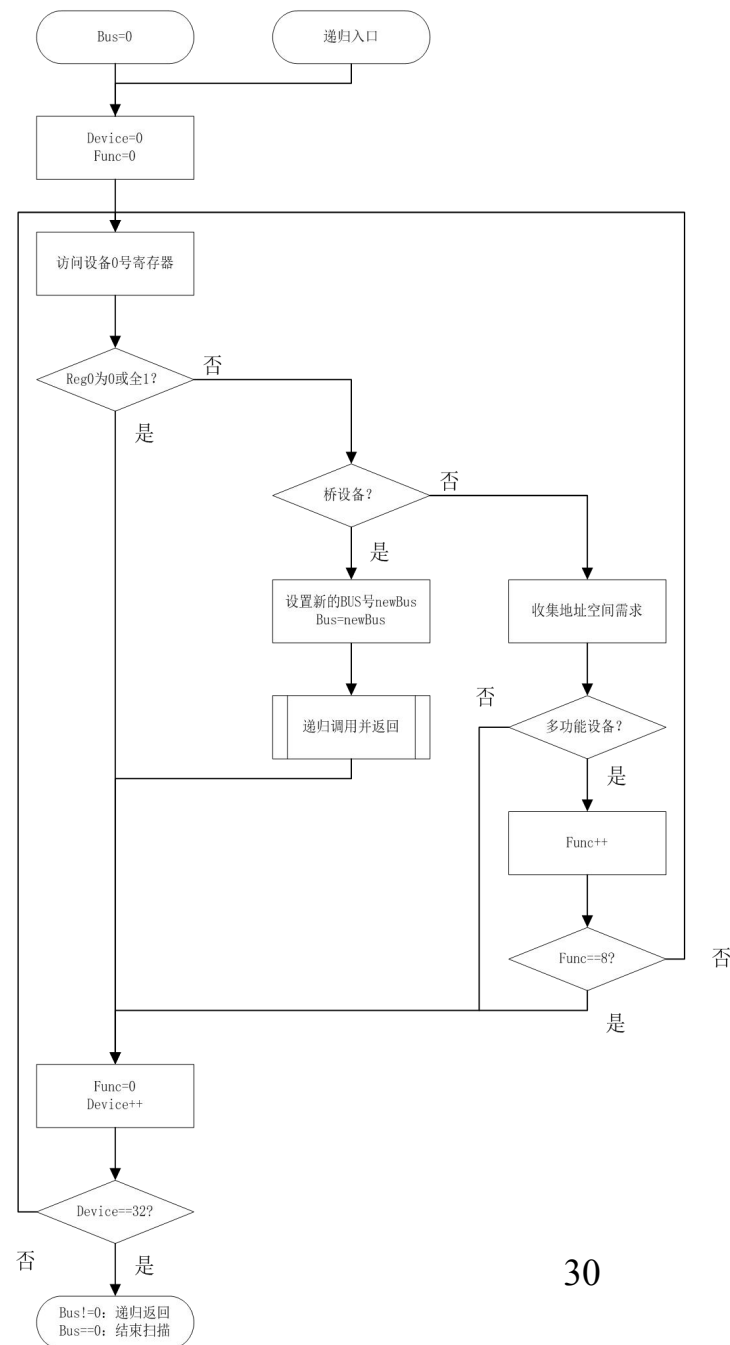 Bus=0
递归入口
Device=0
Func=0
访问设备0号寄存器
Reg0为0或全1?
否
是
桥设备?
否
是
设置新的BUS号newBus
Bus=newBus
收集地址空间需求
递归调用并返回
否
多功能设备?
是
Func++
Func==8?
否
是
Func=0
Device++
Device==32?
否
是
Bus!=0: 递归返回
Bus==0: 结束扫描
30